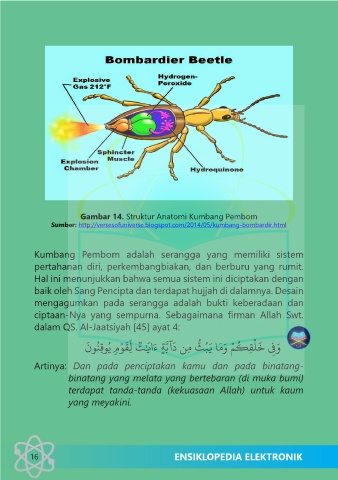 Bombardier Beetle
Explosive
Gas 212°F
Hydrogen-
Peroxide
Sphincter
Muscle
Explosion
Chamber
Hydroquinone
Gambar 14. Struktur Anatomi Kumbang Pembom
Sumber: http://versesofuniverse.blogspot.com/2014/05/kumbang-bombardir.html
Kumbang Pembom adalah serangga yang memiliki sistem
pertahanan diri, perkembangbiakan, dan berburu yang rumit.
Hal ini menunjukkan bahwa semua sistem ini diciptakan dengan
baik oleh Sang Pencipta dan terdapat hujjah di dalamnya. Desain
mengagumkan pada serangga adalah bukti keberadaan dan
ciptaan-Nya yang sempurna. Sebagaimana firman Allah Swt.
dalam QS. Al-Jaatsiyah [45] ayat 4:
وَفِى خَلْقِكُمْ وَمَا يَبُثُّ مِن دَآبَّةٍ ءَايَٰتٌ لِّقَوْمٍ يُوقِنُونَ
Artinya: Dan pada penciptakan kamu dan pada binatang-
binatang yang melata yang bertebaran (di muka bumi)
terdapat tanda-tanda (kekuasaan Allah) untuk kaum
yang meyakini.
16
ENSIKLOPEDIA ELEKTRONIK